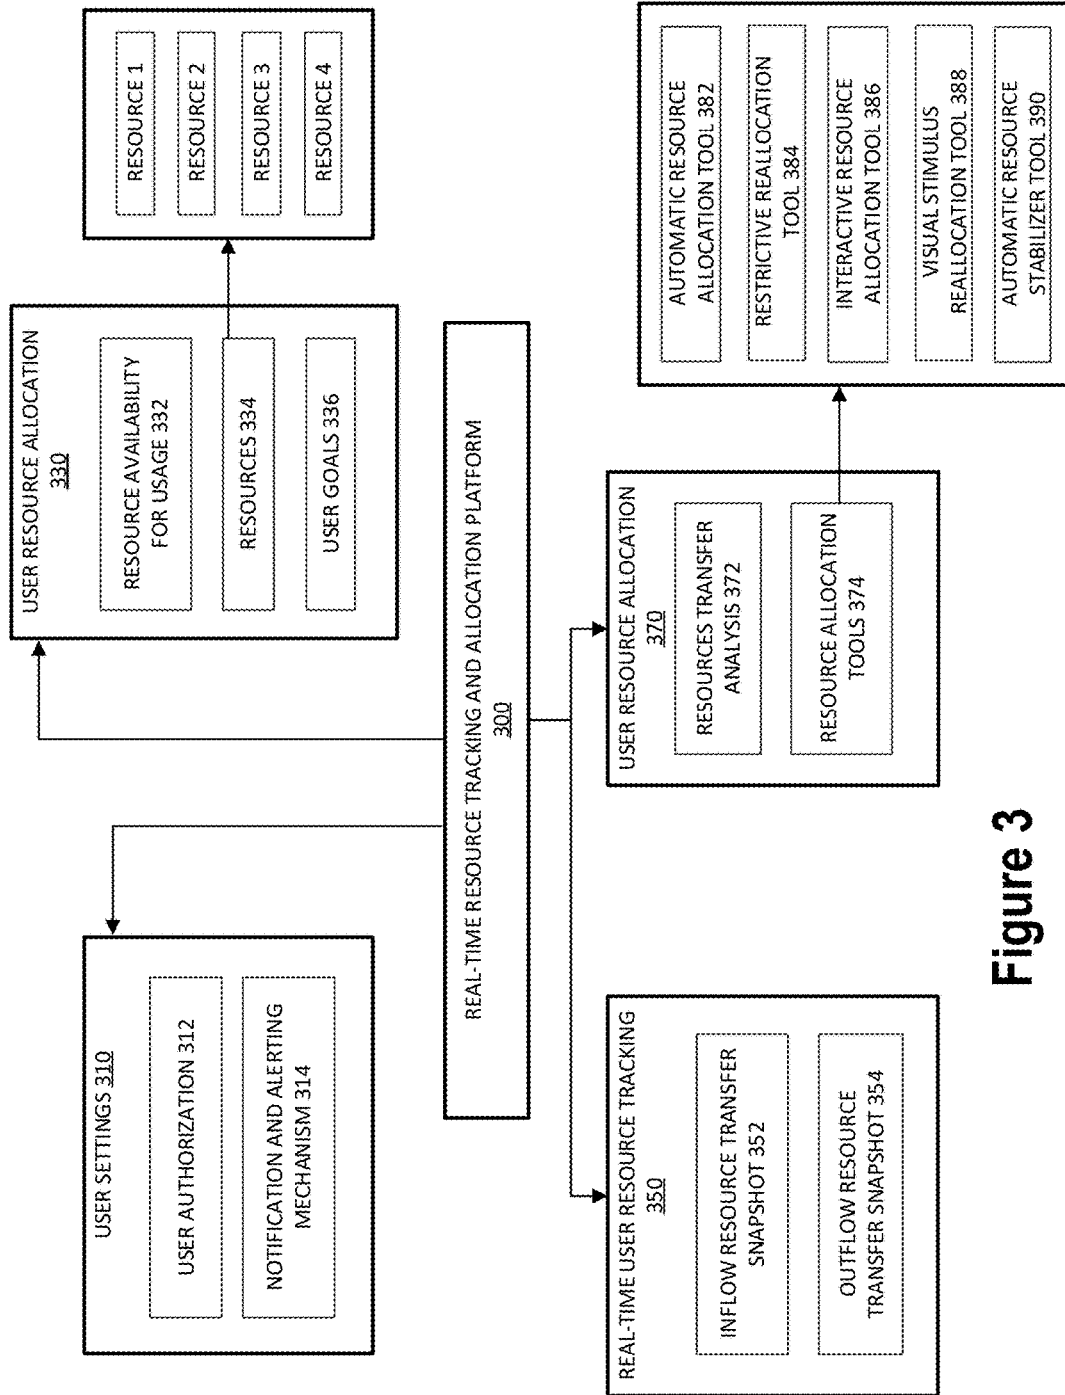 USER SETTINGS 310
USER AUTHORIZATION 312
NOTIFICATION AND ALERTING
MECHANISM 314
USER RESOURCE ALLOCATION
330
RESOURCE AVAILABILITY
FOR USAGE 332
RESOURCES 334
USER GOALS 336
RESOURCE 1
RESOURCE 2
RESOURCE 3
RESOURCE 4
REAL-TIME RESOURCE TRACKING AND ALLOCATION PLATFORM
300
REAL-TIME USER RESOURCE TRACKING
350
INFLOW RESOURCE TRANSFER
SNAPSHOT 352
OUTFLOW RESOURCE
TRANSFER SNAPSHOT 354
USER RESOURCE ALLOCATION
370
RESOURCES TRANSFER
ANALYSIS 372
RESOURCE ALLOCATION
TOOLS 374
AUTOMATIC RESOURCE
ALLOCATION TOOL 382
RESTRICTIVE REALLOCATION
TOOL 384
INTERACTIVE RESOURCE
ALLOCATION TOOL 386
VISUAL STIMULUS
REALLOCATION TOOL 388
AUTOMATIC RESOURCE
STABILIZER TOOL 390
Figure 3